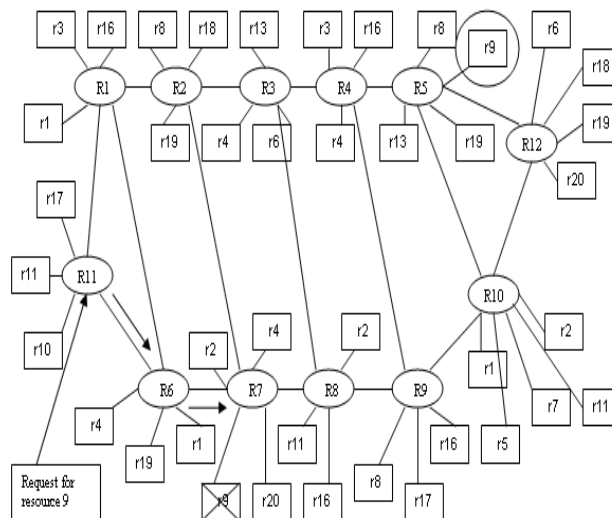 r3 r16 r8 r18 r13 r3 r16 r8 r9 r6
r18
R1 R2 R3 R4 R5
r1 r19 r4 r6 r4 r13 r19 R12 r19
r20
r17
r11 R11
R10
r10 r2 r4 r2 r2
r1 r7 r11
R6 R7 R8 R9
r4 r19 r1 r11 r16 r5
r8
Request for
resource 9
r9 r20 r16 r17